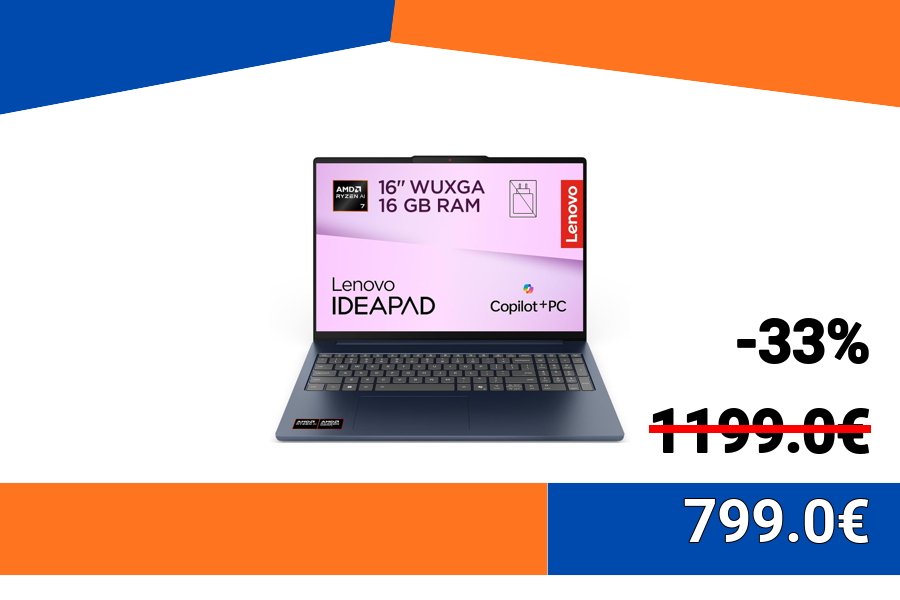 AMD
RYZEN AI
7
16" WUXGA
16 GB RAM
Lenovo
Lenovo
IDEAPAD
Copilot+PC
-33%
1199.0€
799.0€